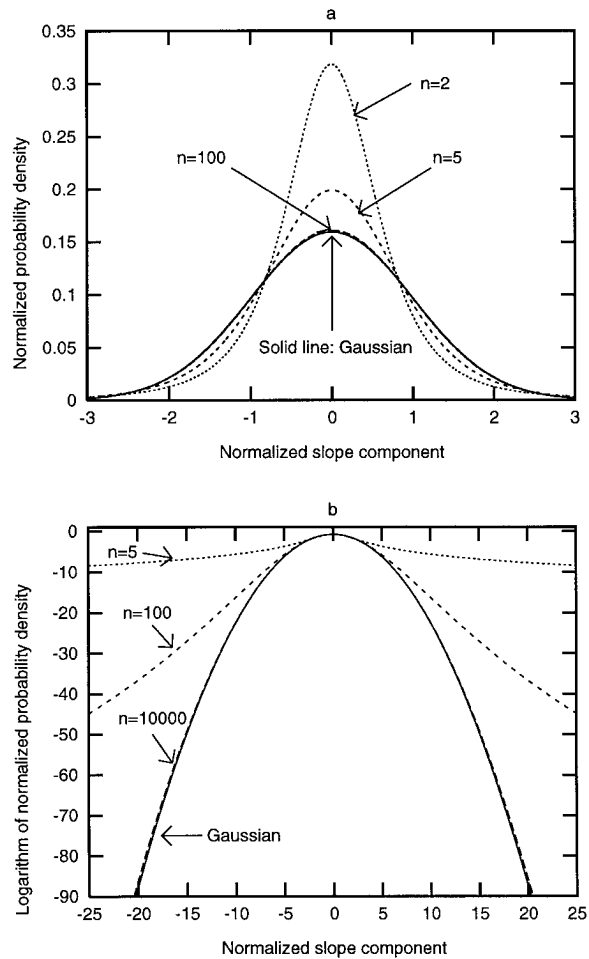 a
0.35
0.3
0.25
0.2
0.15
0.1
0.05
0
n=2
n=100
n=5
Solid line: Gaussian
-3 -2 -1 0 1 2 3
Normalized slope component
Normalized probability density
b
0
-10
-20
-30
-40
-50
-60
-70
-80
-90
n=5
n=100
n=10000
Gaussian
-25 -20 -15 -10 -5 0 5 10 15 20 25
Normalized slope component
Logarithm of normalized probability density